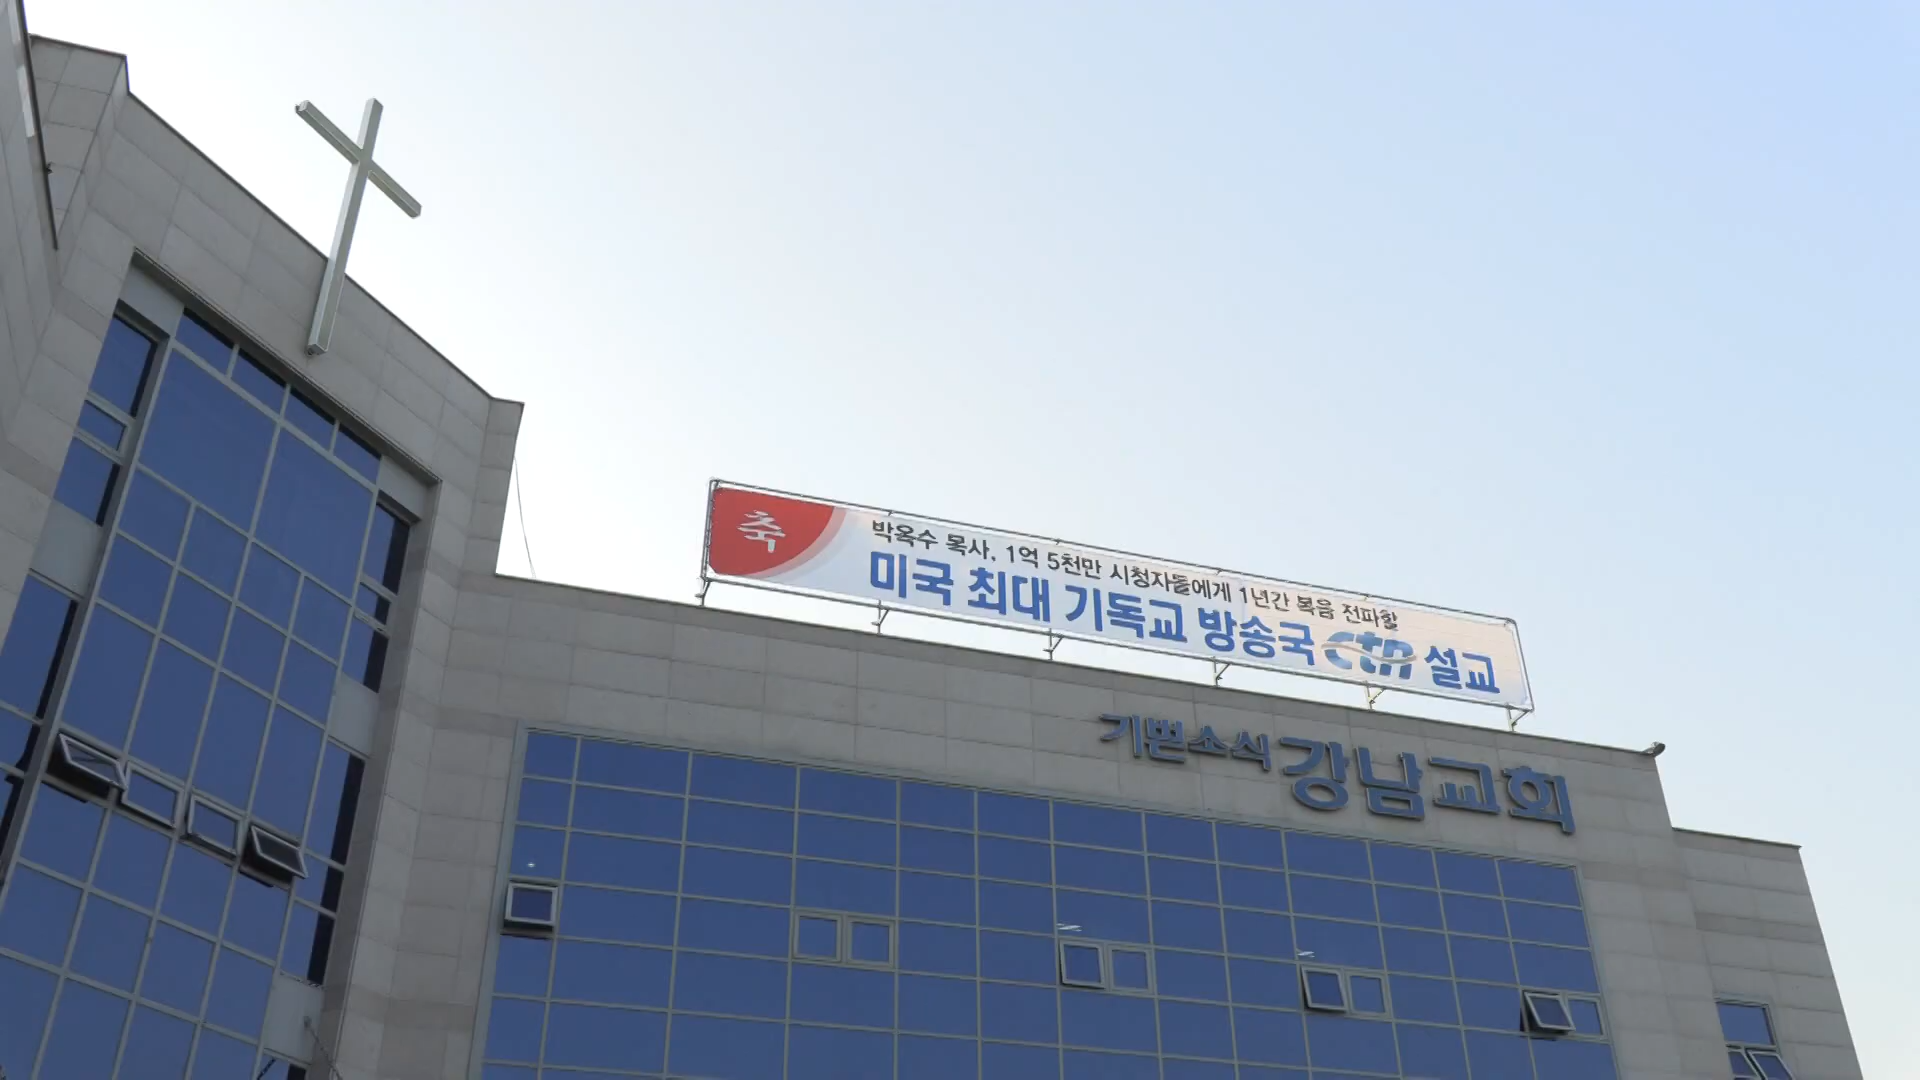 축
박옥수 목사, 1억 5천만 시청자들에게 1년간 복음 전파할
미국 최대 기독교 방송국 ctn 설교
기쁜소식 강남교회